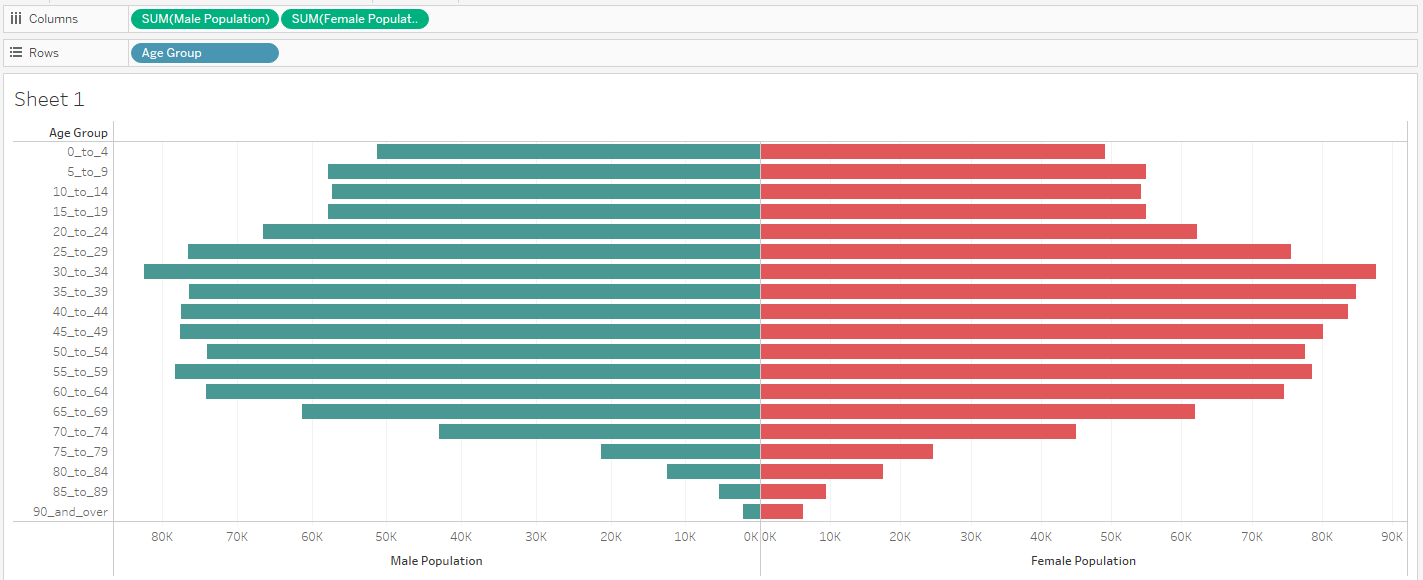 Columns SUM(Male Population) SUM(Female Populat..
Rows Age Group
Sheet 1
Age Group
0_to_4
5_to_9
10_to_14
15_to_19
20_to_24
25_to_29
30_to_34
35_to_39
40_to_44
45_to_49
50_to_54
55_to_59
60_to_64
65_to_69
70_to_74
75_to_79
80_to_84
85_to_89
90_and_over
80K 70K 60K 50K 40K 30K 20K 10K 0K 0K 10K 20K 30K 40K 50K 60K 70K 80K 90K
Male Population Female Population